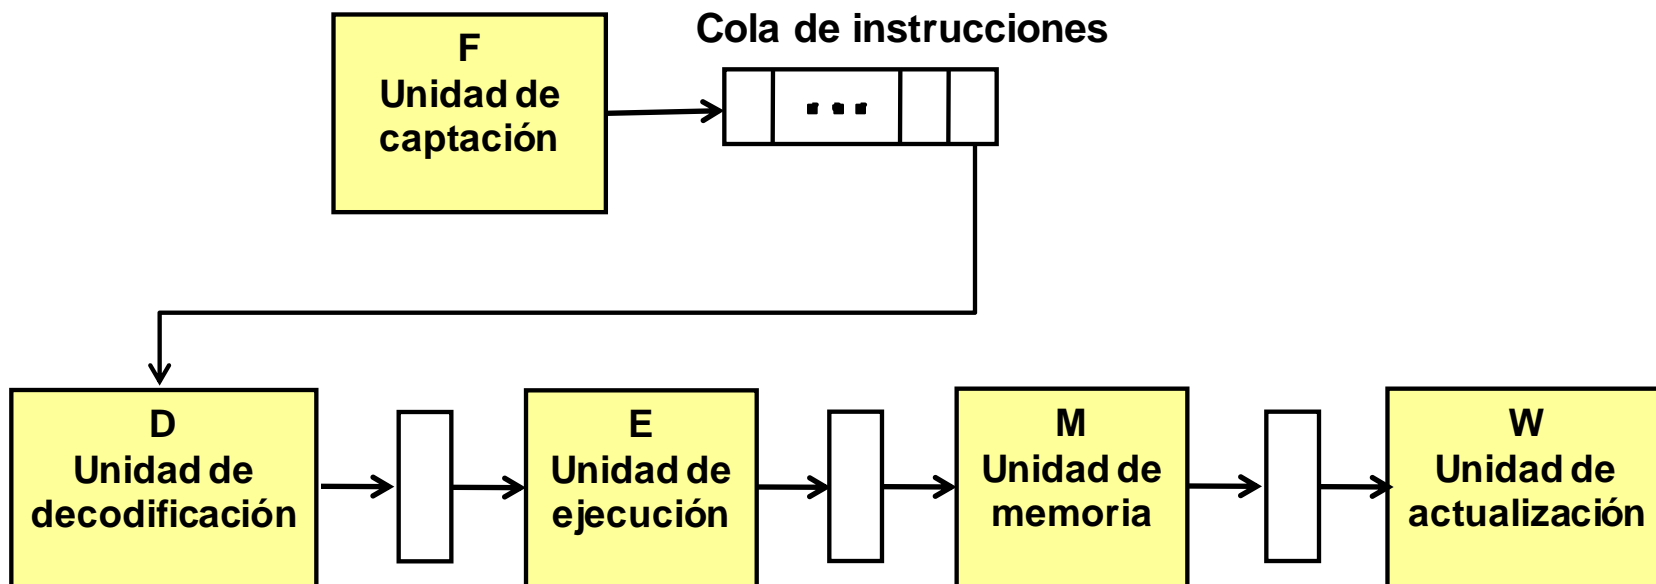 F
Unidad de
captación
Cola de instrucciones
D
Unidad de
decodificación
E
Unidad de
ejecución
M
Unidad de
memoria
W
Unidad de
actualización